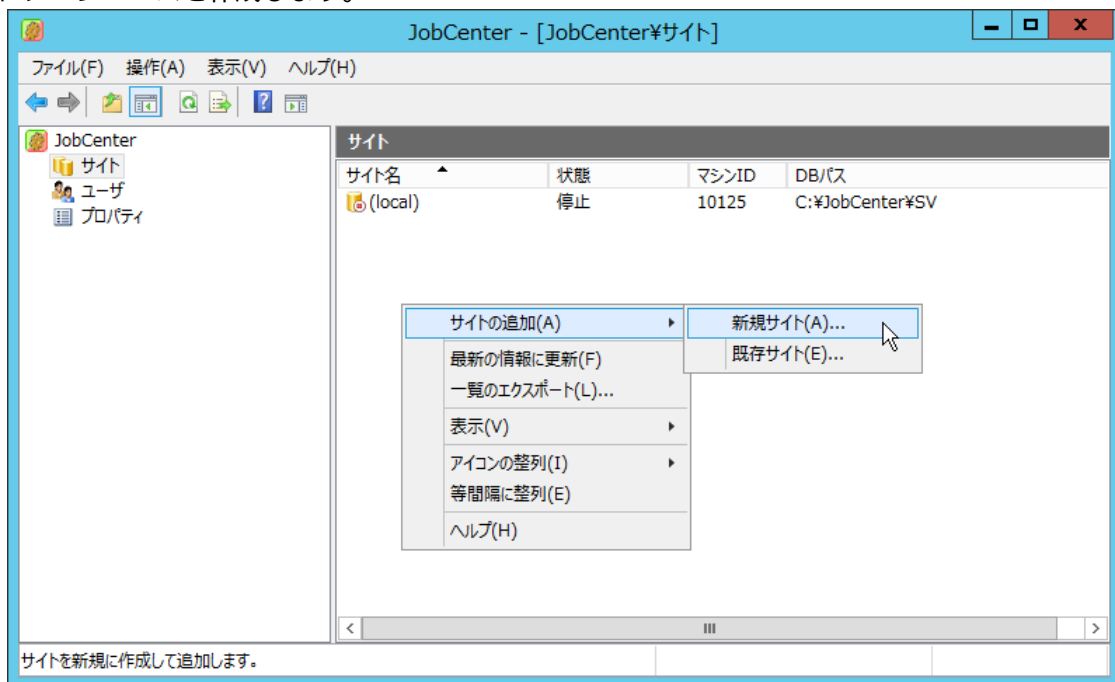 を作成します。
JobCenter - [JobCenter¥サイト]
ファイル(F) 操作(A) 表示(V) ヘルプ(H)
JobCenter
サイト
ユーザ
プロパティ
サイト
サイト名 状態 マシンID DBパス
(local) 停止 10125 C:¥JobCenter¥SV
サイトの追加(A)
最新の情報に更新(F)
一覧のエクスポート(L)...
表示(V)
アイコンの整列(I)
等間隔に整列(E)
ヘルプ(H)
新規サイト(A)...
既存サイト(E)...
サイトを新規に作成して追加します。